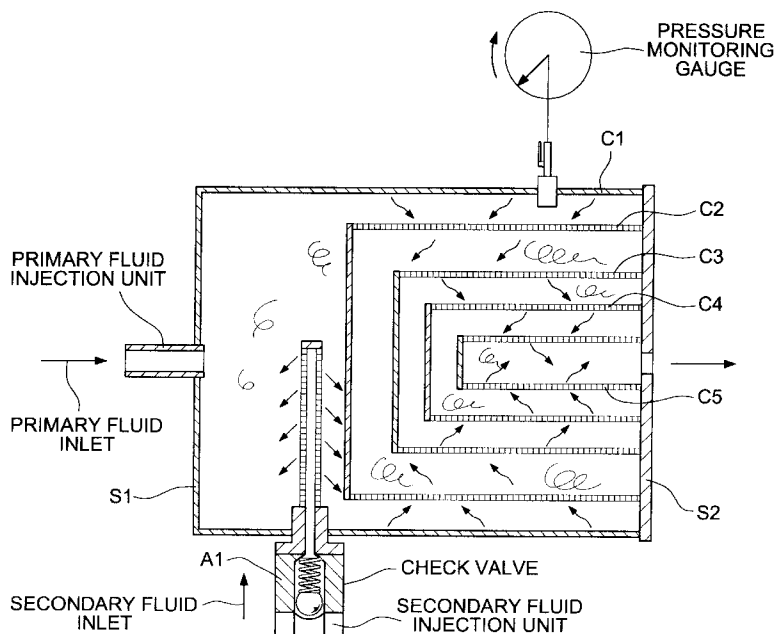 PRESSURE
MONITORING
GAUGE
C1
C2
C3
C4
PRIMARY FLUID
INJECTION UNIT
PRIMARY FLUID
INLET
C5
S1
S2
A1
CHECK VALVE
SECONDARY FLUID
INLET
SECONDARY FLUID
INJECTION UNIT